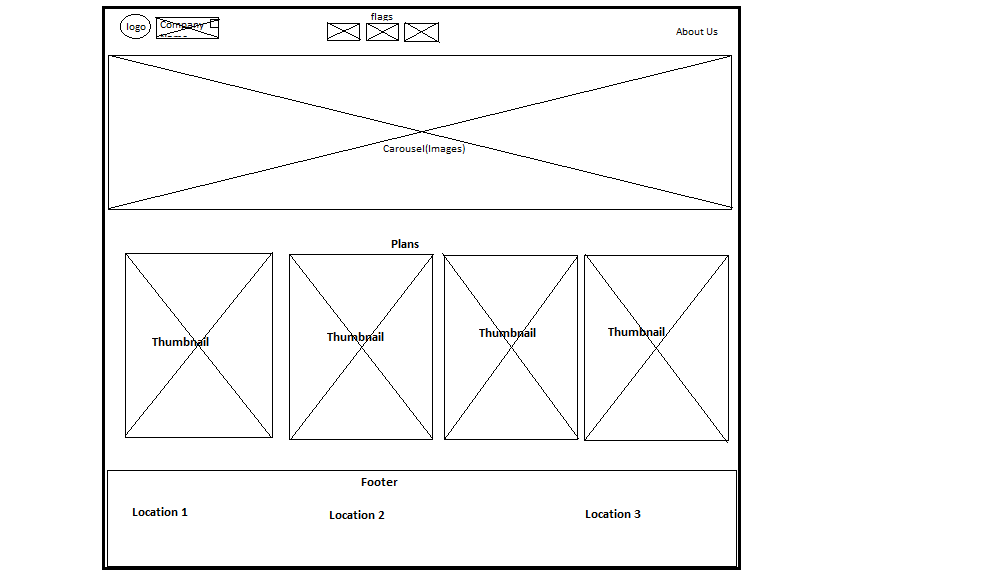 flags
logo
Company
About Us
Carousel(Images)
Plans
Thumbnail
Thumbnail
Thumbnail
Thumbnail
Footer
Location 1
Location 2
Location 3